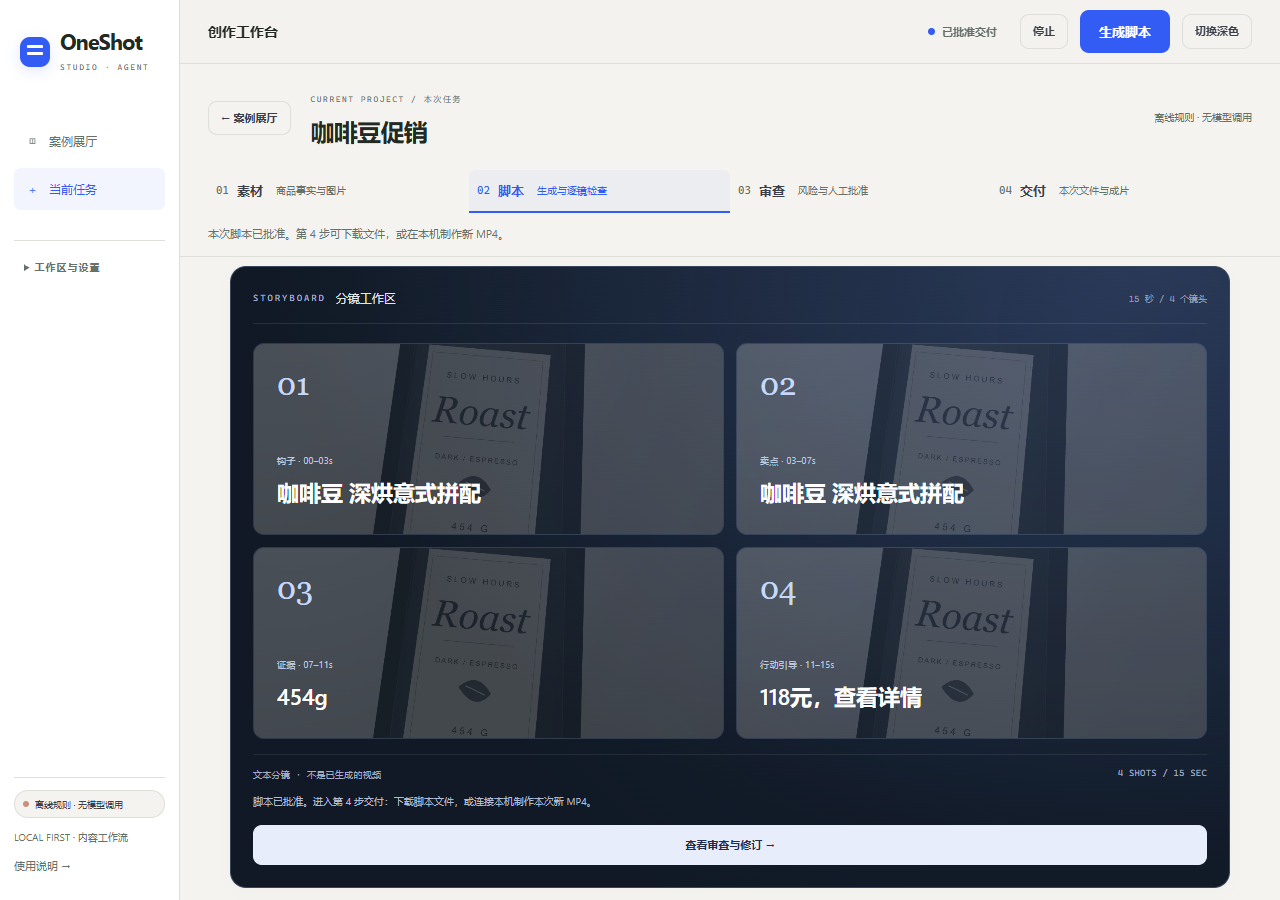 OneShot
STUDIO · AGENT
案例展厅
+ 当前任务
▸ 工作区与设置
离线规则 · 无模型调用
LOCAL FIRST · 内容工作流
使用说明 →
创作工作台
已批准交付
停止
生成脚本
切换深色
← 案例展厅
CURRENT PROJECT / 本次任务
咖啡豆促销
离线规则 · 无模型调用
01 素材 商品事实与图片
02 脚本 生成与逐镜检查
03 审查 风险与人工批准
04 交付 本次文件与成片
本次脚本已批准。第 4 步可下载文件，或在本机制作新 MP4。
STORYBOARD 分镜工作区
15 秒 / 4 个镜头
01
SLOW HOURS
Roast
DARK / ESPRESSO
454 G
钩子 · 00–03s
咖啡豆 深烘意式拼配
02
SLOW HOURS
Roast
DARK / ESPRESSO
454 G
卖点 · 03–07s
咖啡豆 深烘意式拼配
03
SLOW HOURS
Roast
DARK / ESPRESSO
454 G
证据 · 07–11s
454g
04
SLOW HOURS
Roast
DARK / ESPRESSO
454 G
行动引导 · 11–15s
118元，查看详情
文本分镜 · 不是已生成的视频
4 SHOTS / 15 SEC
脚本已批准。进入第 4 步交付：下载脚本文件，或连接本机制作本次新 MP4。
查看审查与修订 →